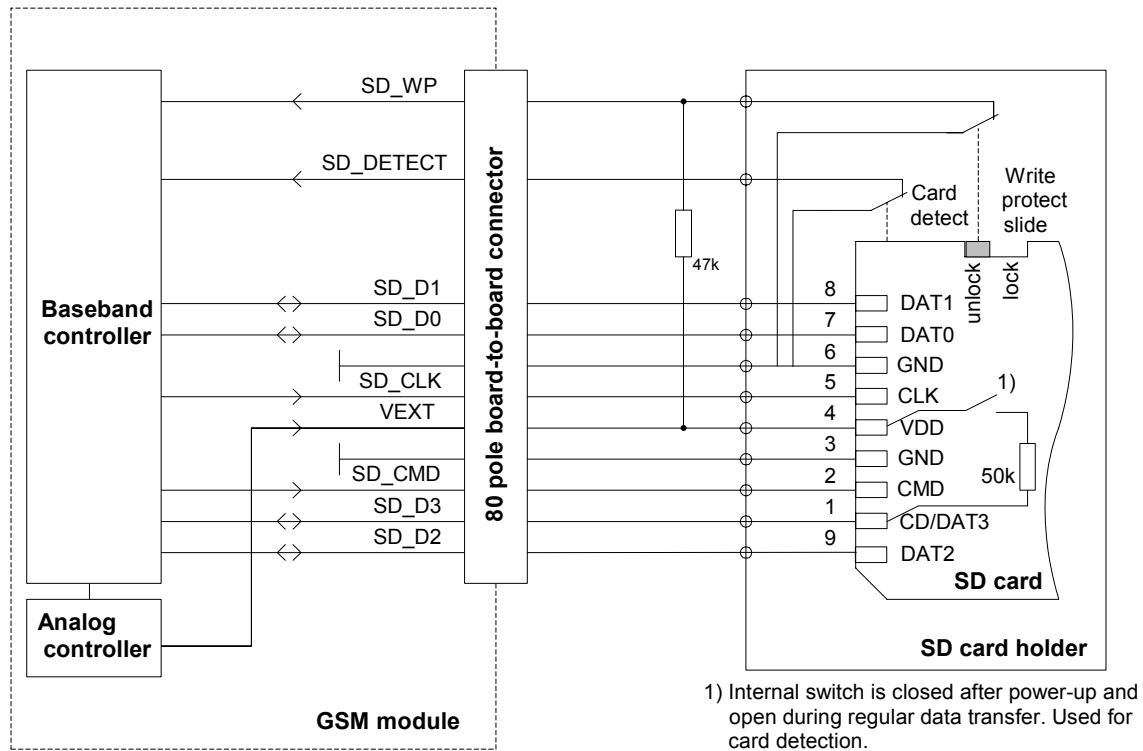 SD_WP
SD_DETECT
Card
detect
Write
protect
slide
47k
unlock
lock
Baseband
controller
80 pole board-to-board connector
SD_D1
8
DAT1
SD_D0
7
DAT0
6
GND
SD_CLK
5
CLK
1)
VEXT
4
VDD
3
GND
SD_CMD
2
CMD
50k
SD_D3
1
CD/DAT3
SD_D2
9
DAT2
SD card
Analog
controller
SD card holder
GSM module
1) Internal switch is closed after power-up and
open during regular data transfer. Used for
card detection.